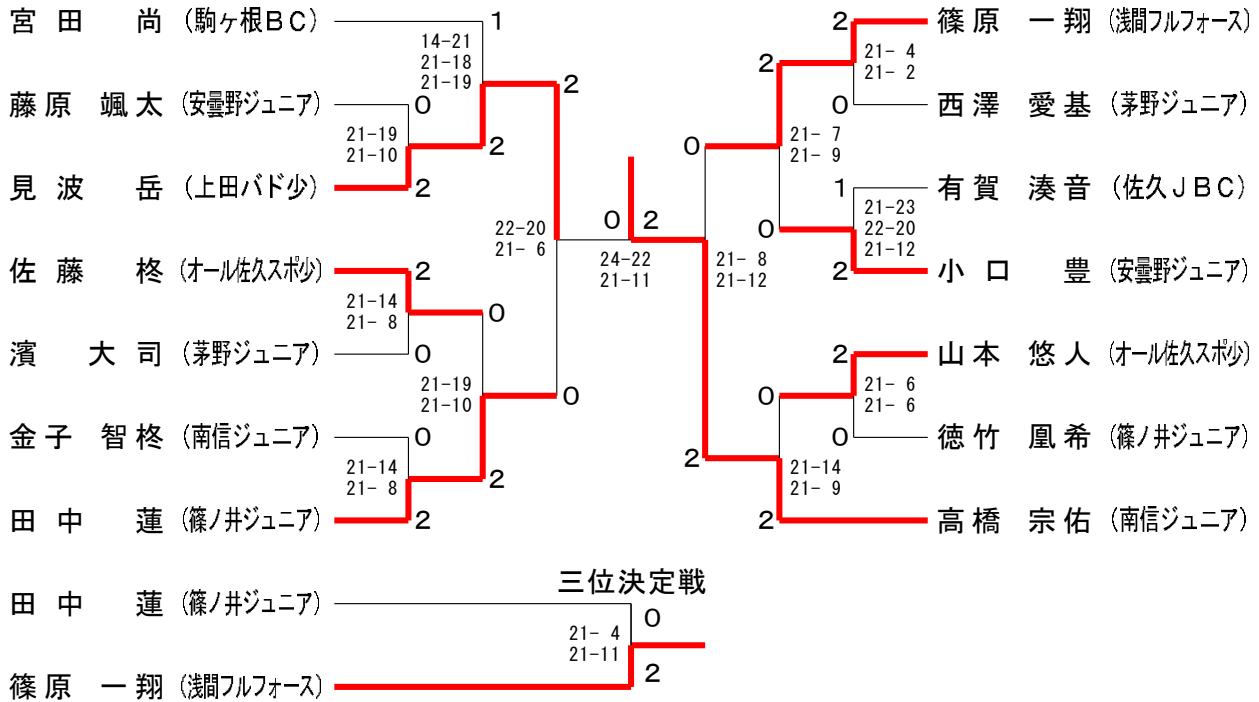 宮田 尚 (駒ヶ根BC)
1
14-21
21-18
21-19
2
藤原 颯太 (安曇野ジュニア)
0
21-19
21-10
2
見波 岳 (上田バド少)
2
22-20
21- 6
佐藤 柊 (オール佐久スポ少)
2
21-14
21- 8
0
濱 大司 (茅野ジュニア)
0
21-19
21-10
0
金子 智柊 (南信ジュニア)
0
21-14
21- 8
2
田中 蓮 (篠ノ井ジュニア)
2
0 2
24-22
21-11
2 篠原 一翔 (浅間フルフォース)
21- 4
21- 2
2
0 西澤 愛基 (茅野ジュニア)
21- 7
21- 9
0
1 有賀 湊音 (佐久JBC)
21-23
22-20
21-12
0
2 小口 豊 (安曇野ジュニア)
21- 8
21-12
2 山本 悠人 (オール佐久スポ少)
21- 6
21- 6
0
0 徳竹 凰希 (篠ノ井ジュニア)
2
21-14
21- 9
2 高橋 宗佑 (南信ジュニア)
三位決定戦
田中 蓮 (篠ノ井ジュニア)
0
21- 4
21-11
2
篠原 一翔 (浅間フルフォース)